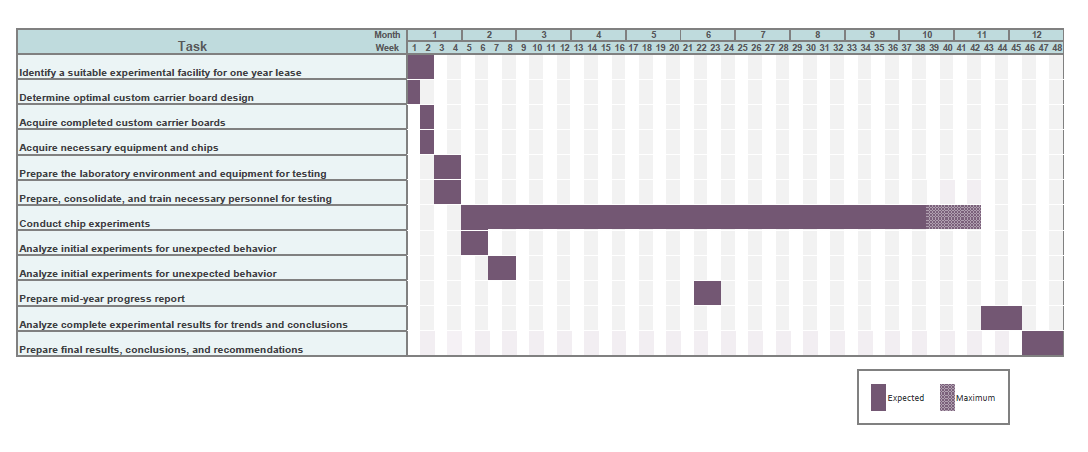 Month 1 2 3 4 5 6 7 8 9 10 11 12
Task Week 1 2 3 4 5 6 7 8 9 10 11 12 13 14 15 16 17 18 19 20 21 22 23 24 25 26 27 28 29 30 31 32 33 34 35 36 37 38 39 40 41 42 43 44 45 46 47 48
Identify a suitable experimental facility for one year lease
Determine optimal custom carrier board design
Acquire completed custom carrier boards
Acquire necessary equipment and chips
Prepare the laboratory environment and equipment for testing
Prepare, consolidate, and train necessary personnel for testing
Conduct chip experiments
Analyze initial experiments for unexpected behavior
Analyze initial experiments for unexpected behavior
Prepare mid-year progress report
Analyze complete experimental results for trends and conclusions
Prepare final results, conclusions, and recommendations
Expected Maximum